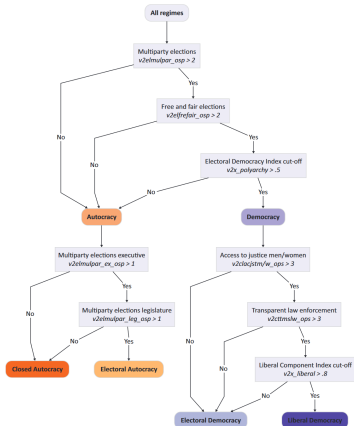 All regimes
Multiparty elections
v2elmulpar_osp > 2
Yes
No
Free and fair elections
v2elfrefair_osp > 2
Yes
No
Electoral Democracy Index cut-off
v2x_polyarchy > .5
No
Yes
Autocracy
Democracy
Multiparty elections executive
v2elmulpar_ex_osp > 1
Access to justice men/women
v2clacjstm/w_ops > 3
Yes
Yes
No
Multiparty elections legislature
v2elmulpar_leg_osp > 1
No
Transparent law enforcement
v2cttrnslw_ops > 3
No
Yes
Yes
No
Liberal Component Index cut-off
v2x_liberal > .8
Closed Autocracy
Electoral Autocracy
No
Yes
Electoral Democracy
Liberal Democracy